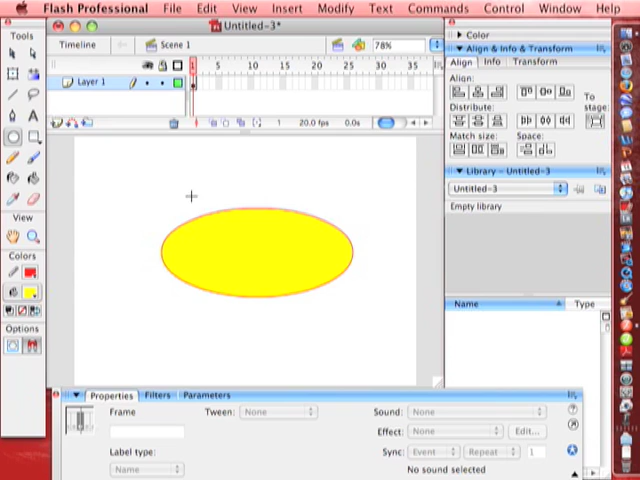 Flash Professional File Edit View Insert Modify Text Commands Control Window Help
Tools
View
Colors
Options
Untitled-3*
Timeline Scene 1 78%
1 5 10 15 20 25 30 35
Layer 1
1 20.0 fps 0.0s
Color
Align & Info & Transform
Align Info Transform
Align:
Distribute:
To stage:
Match size: Space:
Library - Untitled-3
Untitled-3
Empty library
Name Type
Properties Filters Parameters
Frame Tween: None Sound: None
Effect: None Edit...
Label type: Sync: Event Repeat 1
Name No sound selected